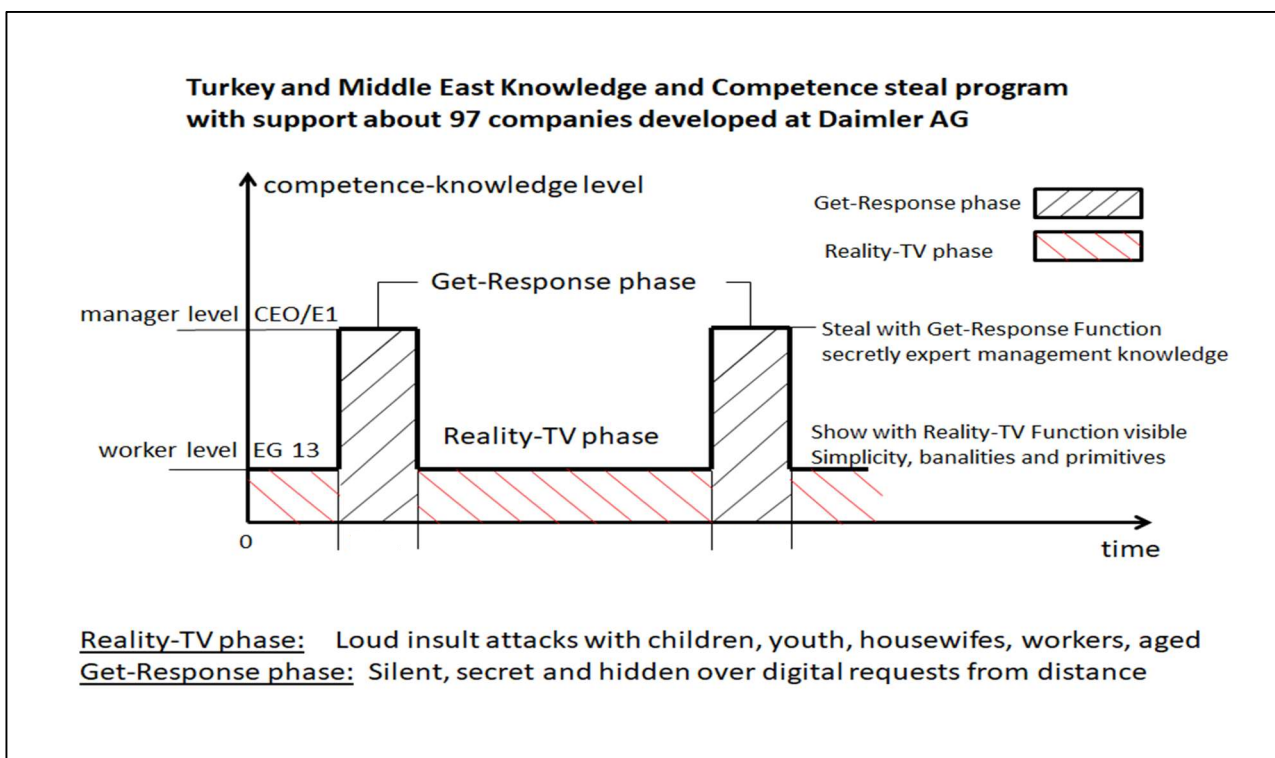 Turkey and Middle East Knowledge and Competence steal program
with support about 97 companies developed at Daimler AG
competence-knowledge level
Get-Response phase
Reality-TV phase
Get-Response phase
manager level CEO/E1
Steal with Get-Response Function
secretly expert management knowledge
worker level EG 13
Reality-TV phase
Show with Reality-TV Function visible
Simplicity, banalities and primitives
0
time
Reality-TV phase: Loud insult attacks with children, youth, housewifes, workers, aged
Get-Response phase: Silent, secret and hidden over digital requests from distance